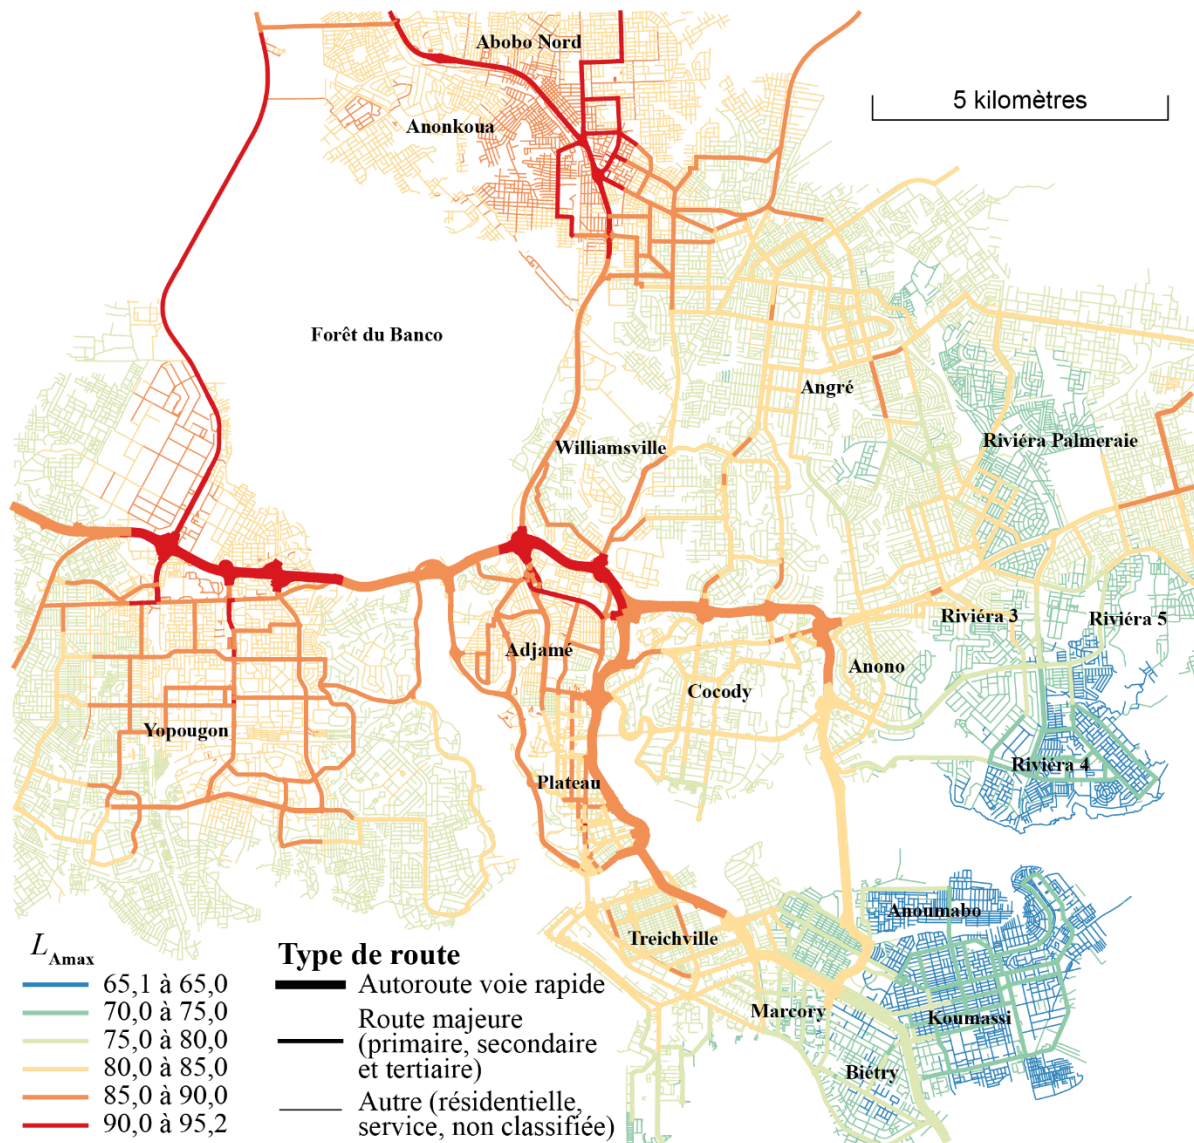 Abobo Nord
5 kilomètres
Anonkoua
Forêt du Banco
Angré
Williamsville
Riviéra Palmeraie
Riviéra 3
Riviéra 5
Adjamé
Anono
Cocody
Yopougon
Riviéra 4
Plateau
Anoumabo
Treichville
Marcory
Koumassi
Biétry
LAmax
65,1 à 65,0
70,0 à 75,0
75,0 à 80,0
80,0 à 85,0
85,0 à 90,0
90,0 à 95,2
Type de route
Autoroute voie rapide
Route majeure
(primaire, secondaire
et tertiaire)
Autre (résidentielle,
service, non classifiée)